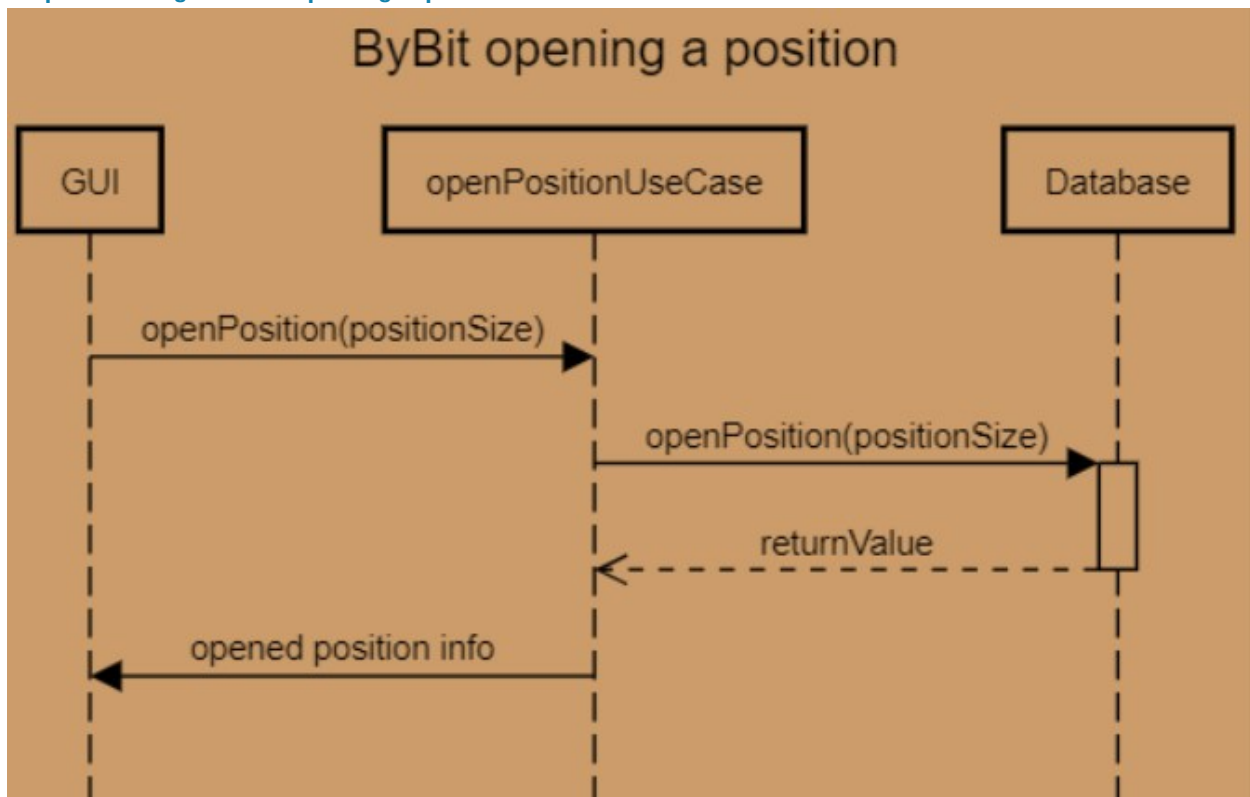 ByBit opening a position
GUI
openPositionUseCase
Database
openPosition(positionSize)
openPosition(positionSize)
returnValue
opened position info